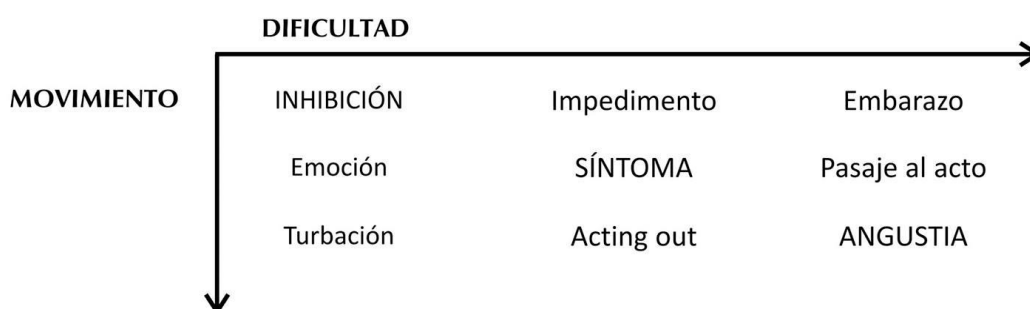 DIFICULTAD
MOVIMIENTO INHIBICIÓN Impedimento Embarazo
Emoción SÍNTOMA Pasaje al acto
Turbación Acting out ANGUSTIA